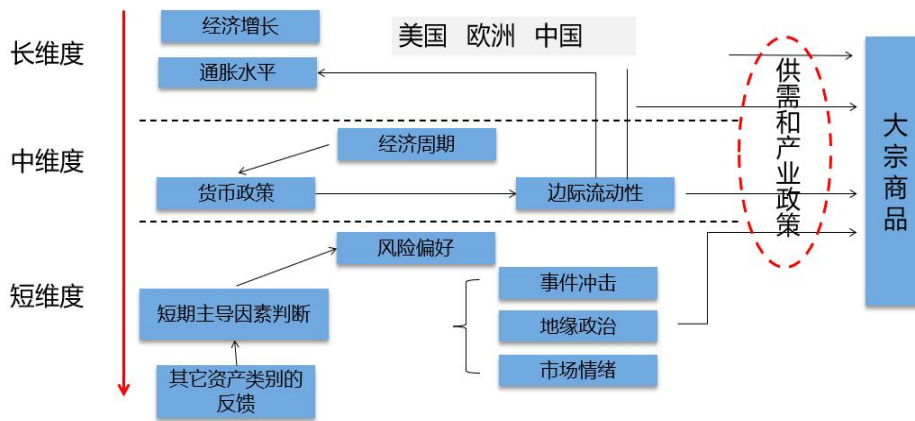 长维度
经济增长
美国 欧洲 中国
通胀水平
中维度
经济周期
货币政策
边际流动性
短维度
风险偏好
短期主导因素判断
其它资产类别的
反馈
事件冲击
地缘政治
市场情绪
供需和产业政策
大宗商品